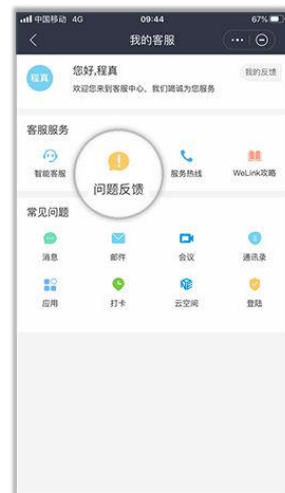 中国移动 4G 09:44 67%
我的客服
程真
您好,程真
我的反馈
欢迎您来到客服中心，我们竭诚为您服务
客服服务
智能客服 问题反馈 服务热线 WeLink攻略
常见问题
消息 邮件 会议 通讯录
应用 打卡 云空间 登陆